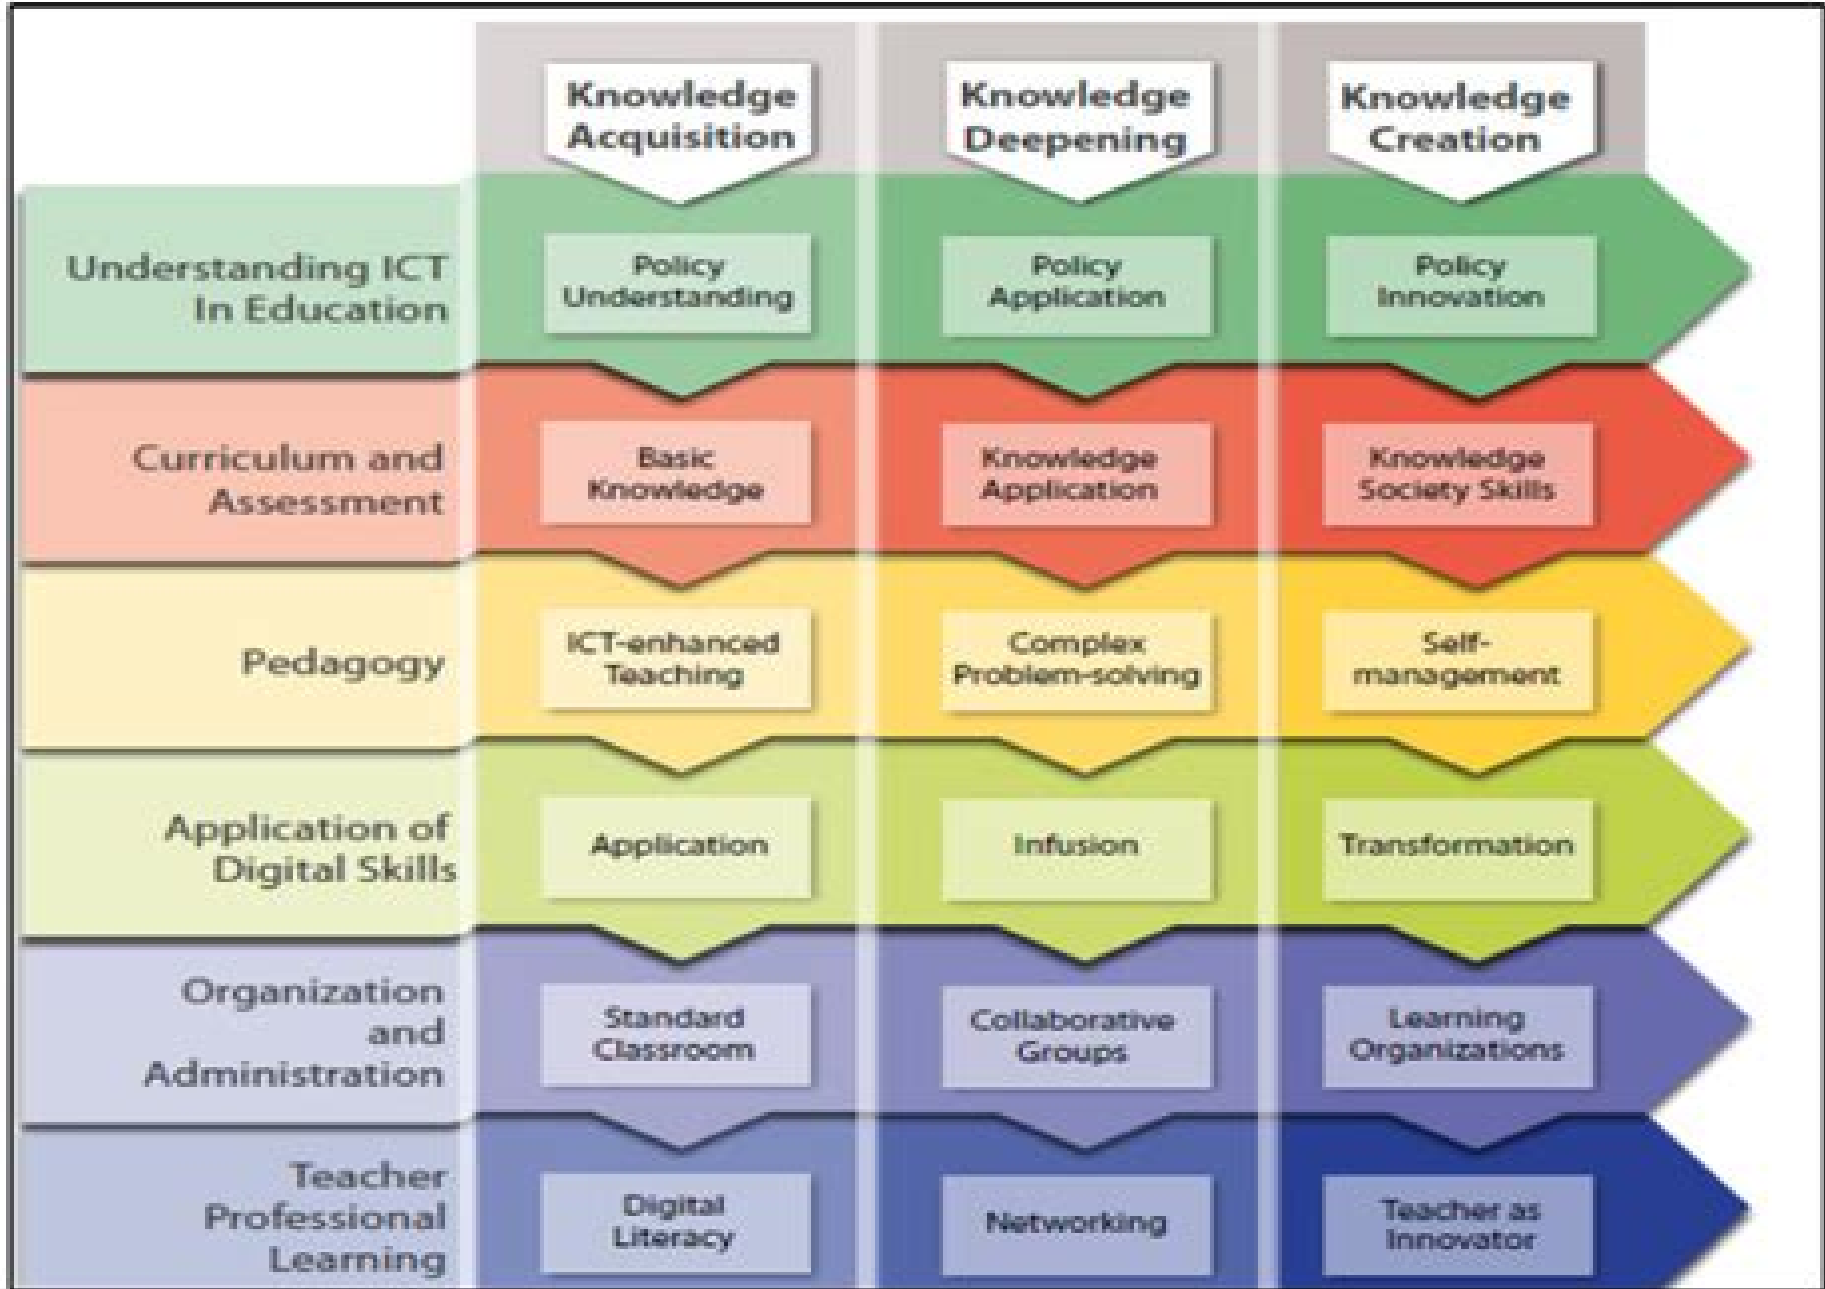 Knowledge
Acquisition
Knowledge
Deepening
Knowledge
Creation
Understanding ICT
In Education
Policy
Understanding
Policy
Application
Policy
Innovation
Curriculum and
Assessment
Basic
Knowledge
Knowledge
Application
Knowledge
Society Skills
Pedagogy
ICT-enhanced
Teaching
Complex
Problem-solving
Self-
management
Application of
Digital Skills
Application
Infusion
Transformation
Organization
and
Administration
Standard
Classroom
Collaborative
Groups
Learning
Organizations
Teacher
Professional
Learning
Digital
Literacy
Networking
Teacher as
Innovator